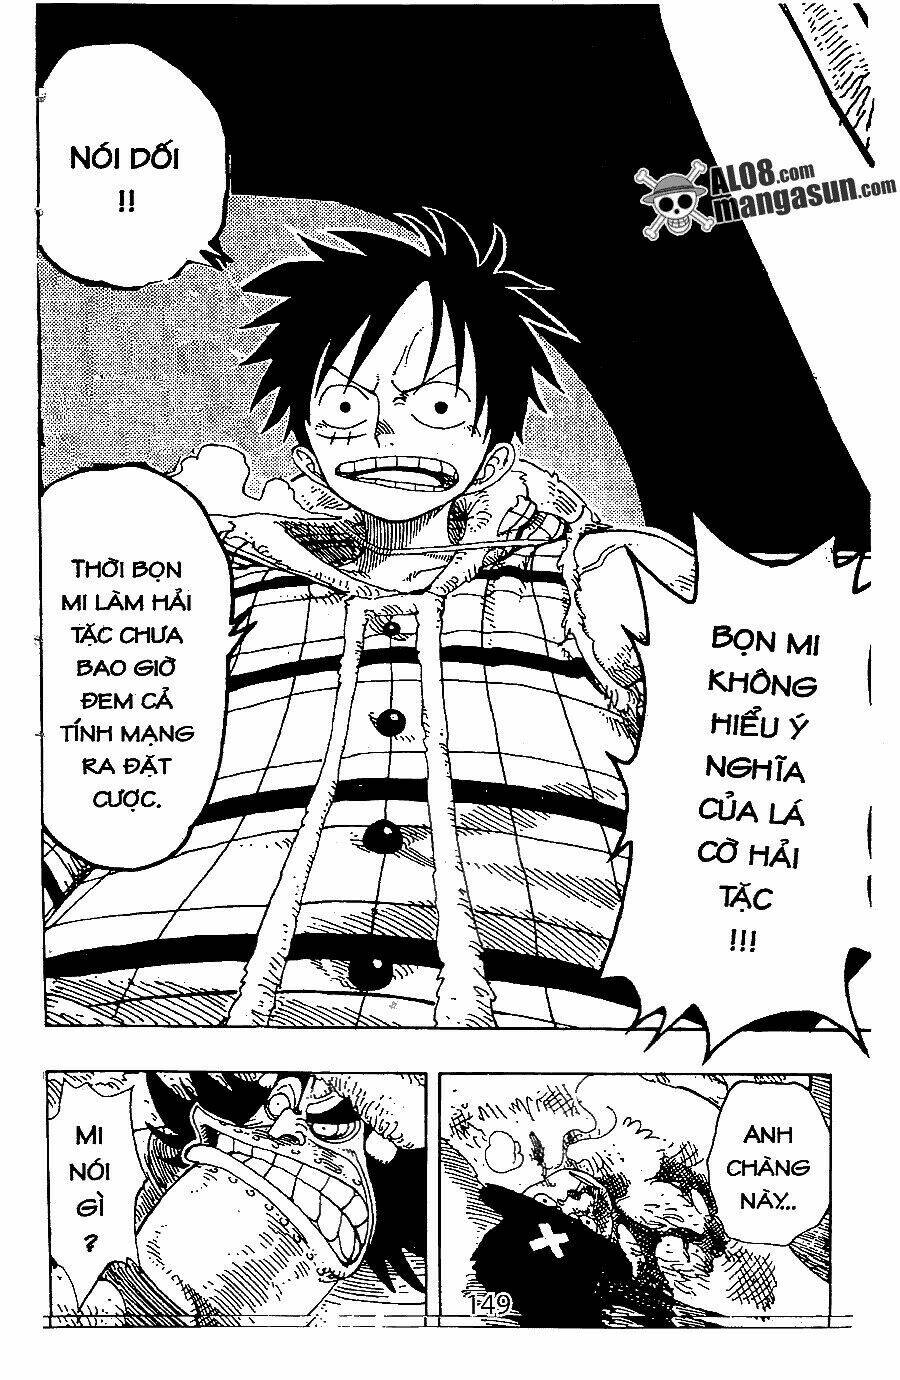 NÓI DỐI
!!
AL08.com
mangasun.com
BỌN MI
KHÔNG
HIỂU Ý
NGHĨA
CỦA LÁ
CỜ HẢI
TẶC
!!!
THỜI BỌN
MI LÀM HẢI
TẶC CHƯA
BAO GIỜ
ĐEM CẢ
TÍNH MẠNG
RA ĐẶT
CƯỢC.
MI
NÓI
GÌ
?
ANH
CHÀNG
NÀY...
149